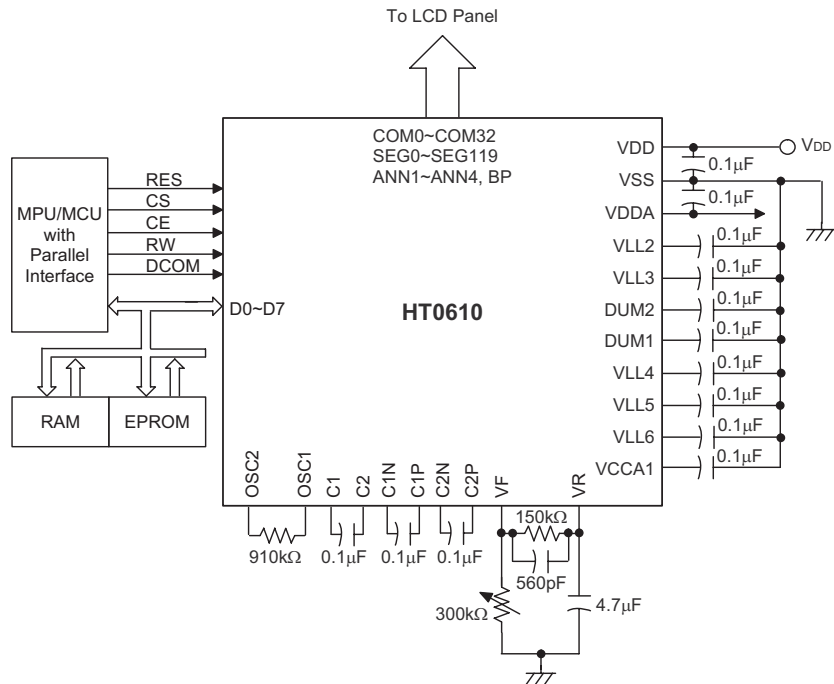 To LCD Panel
COM0~COM32
SEG0~SEG119
ANN1~ANN4, BP
MPU/MCU
with
Parallel
Interface
RES
CS
CE
RW
DCOM
D0~D7
HT0610
RAM
EPROM
VDD
VDD
0.1μF
VSS
0.1μF
VDDA
VLL2
0.1μF
VLL3
0.1μF
DUM2
0.1μF
DUM1
0.1μF
VLL4
0.1μF
VLL5
0.1μF
VLL6
0.1μF
VCCA1
0.1μF
OSC2
OSC1
C1
C2
C1N
C1P
C2N
C2P
VF
VR
910kΩ
0.1μF
0.1μF
0.1μF
150kΩ
560pF
300kΩ
4.7μF